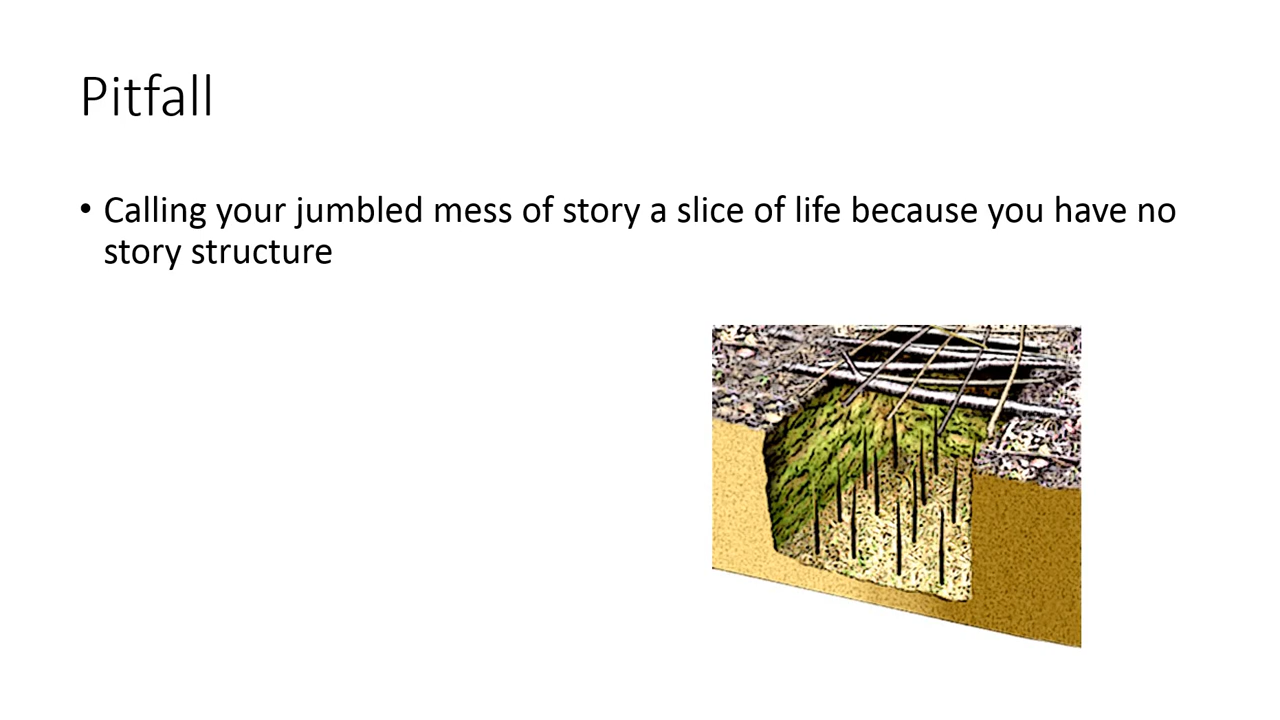 Pitfall
• Calling your jumbled mess of story a slice of life because you have no
story structure